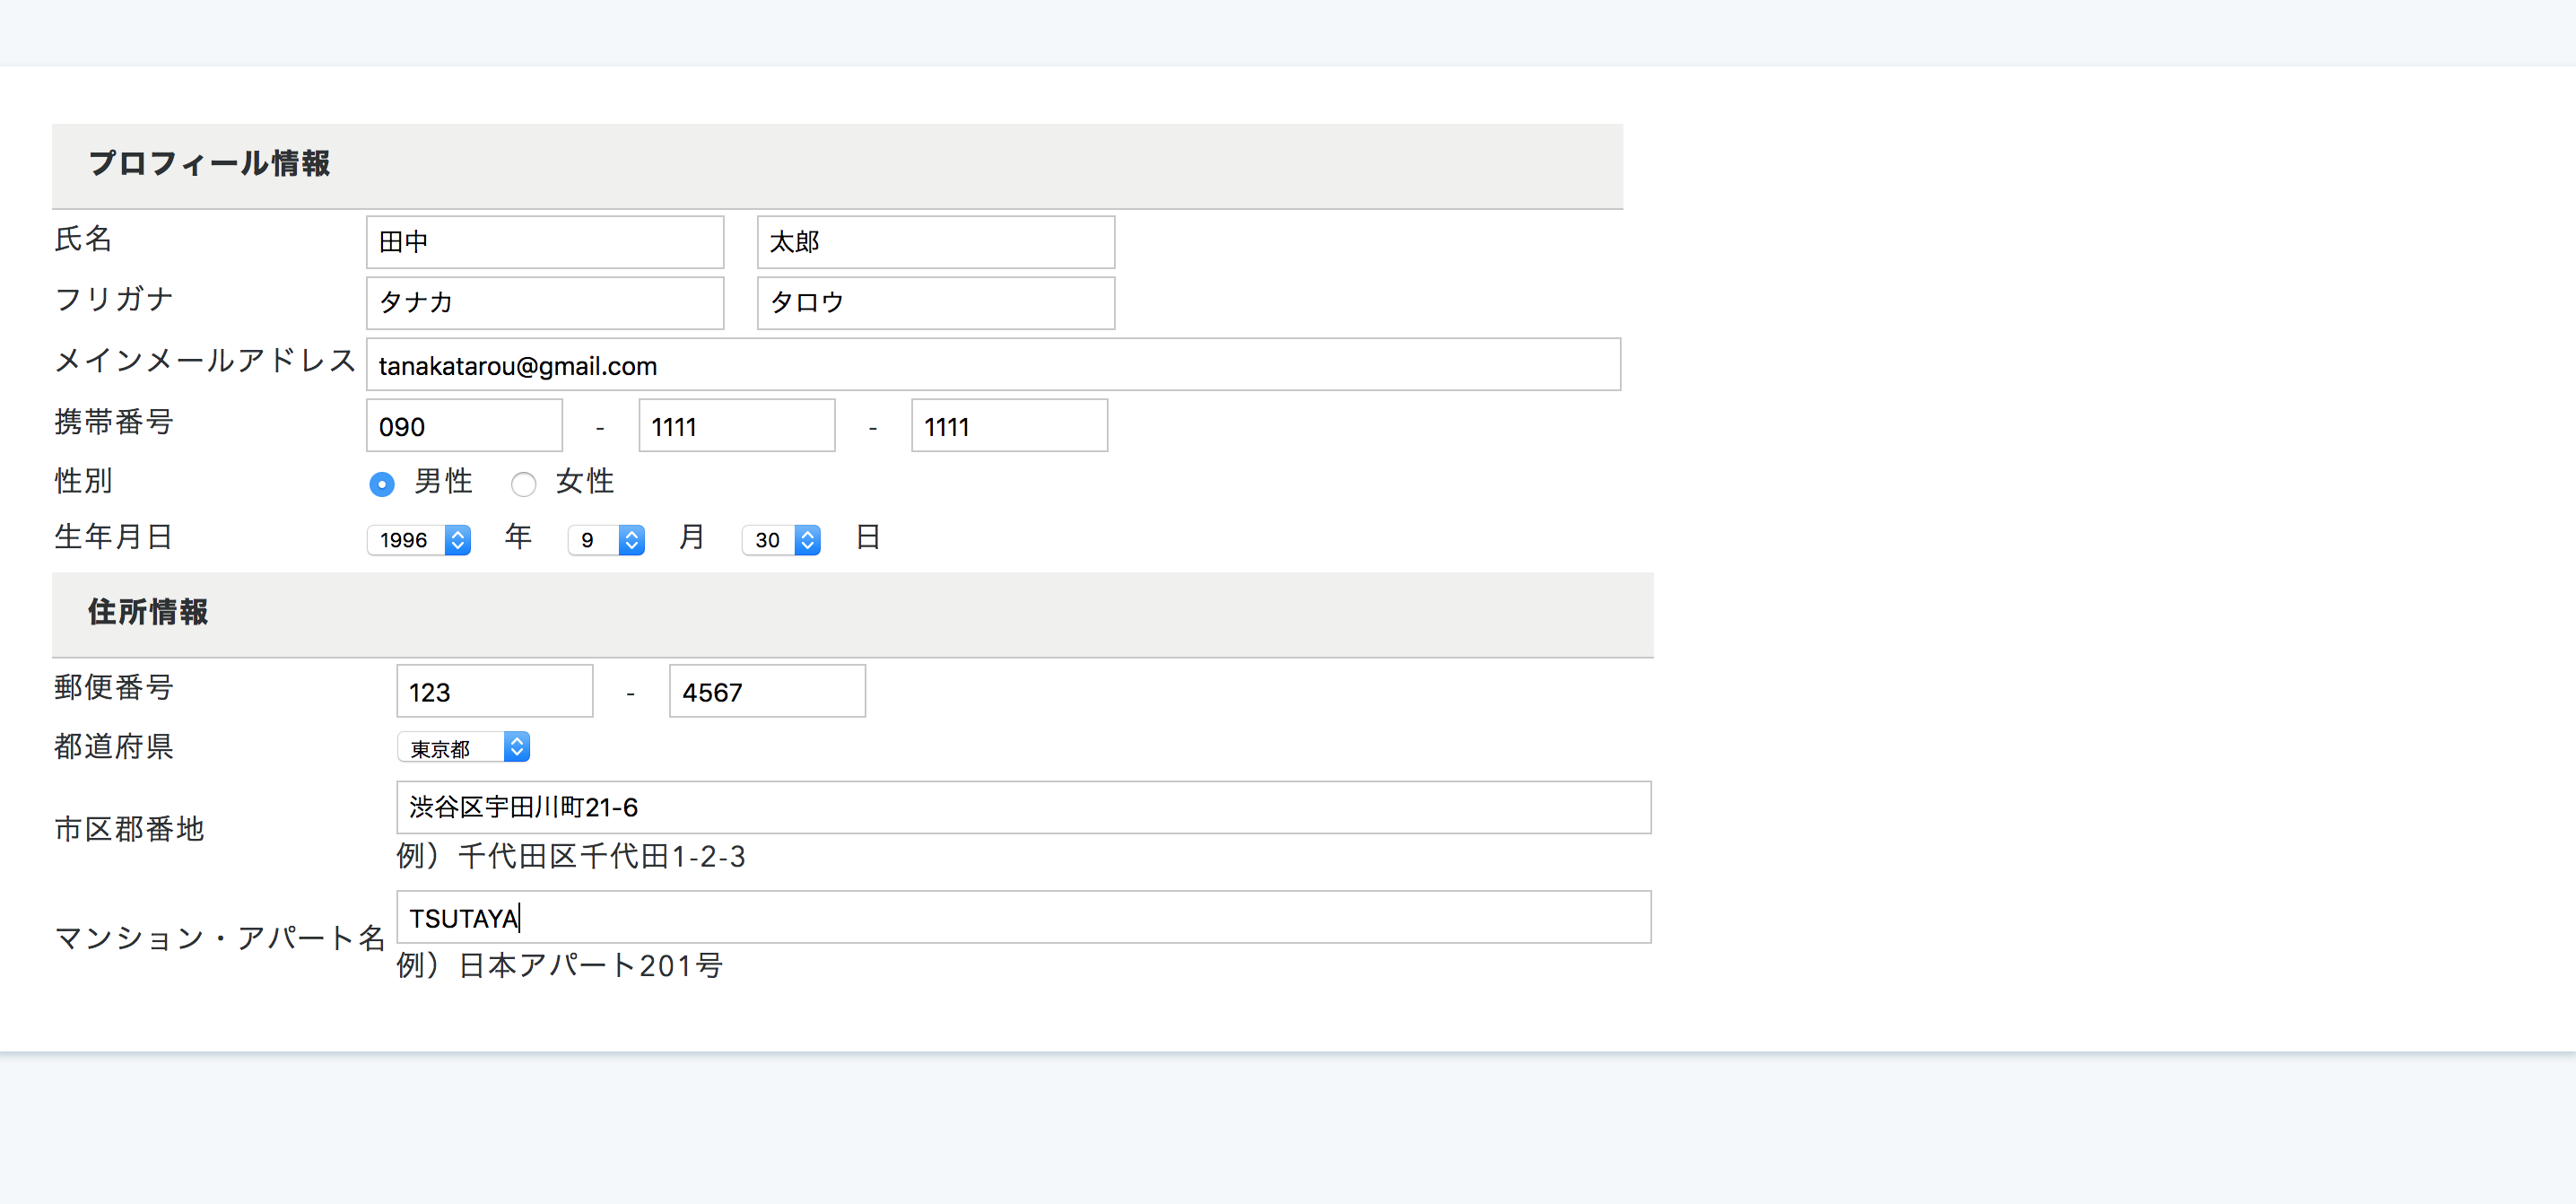 プロフィール情報
氏名 田中 太郎
フリガナ タナカ タロウ
メインメールアドレス tanakatarou@gmail.com
携帯番号 090 - 1111 - 1111
性別 男性 女性
生年月日 1996 年 9 月 30 日
住所情報
郵便番号 123 - 4567
都道府県 東京都
市区郡番地 渋谷区宇田川町21-6
例）千代田区千代田1-2-3
マンション・アパート名 TSUTAYA
例）日本アパート201号